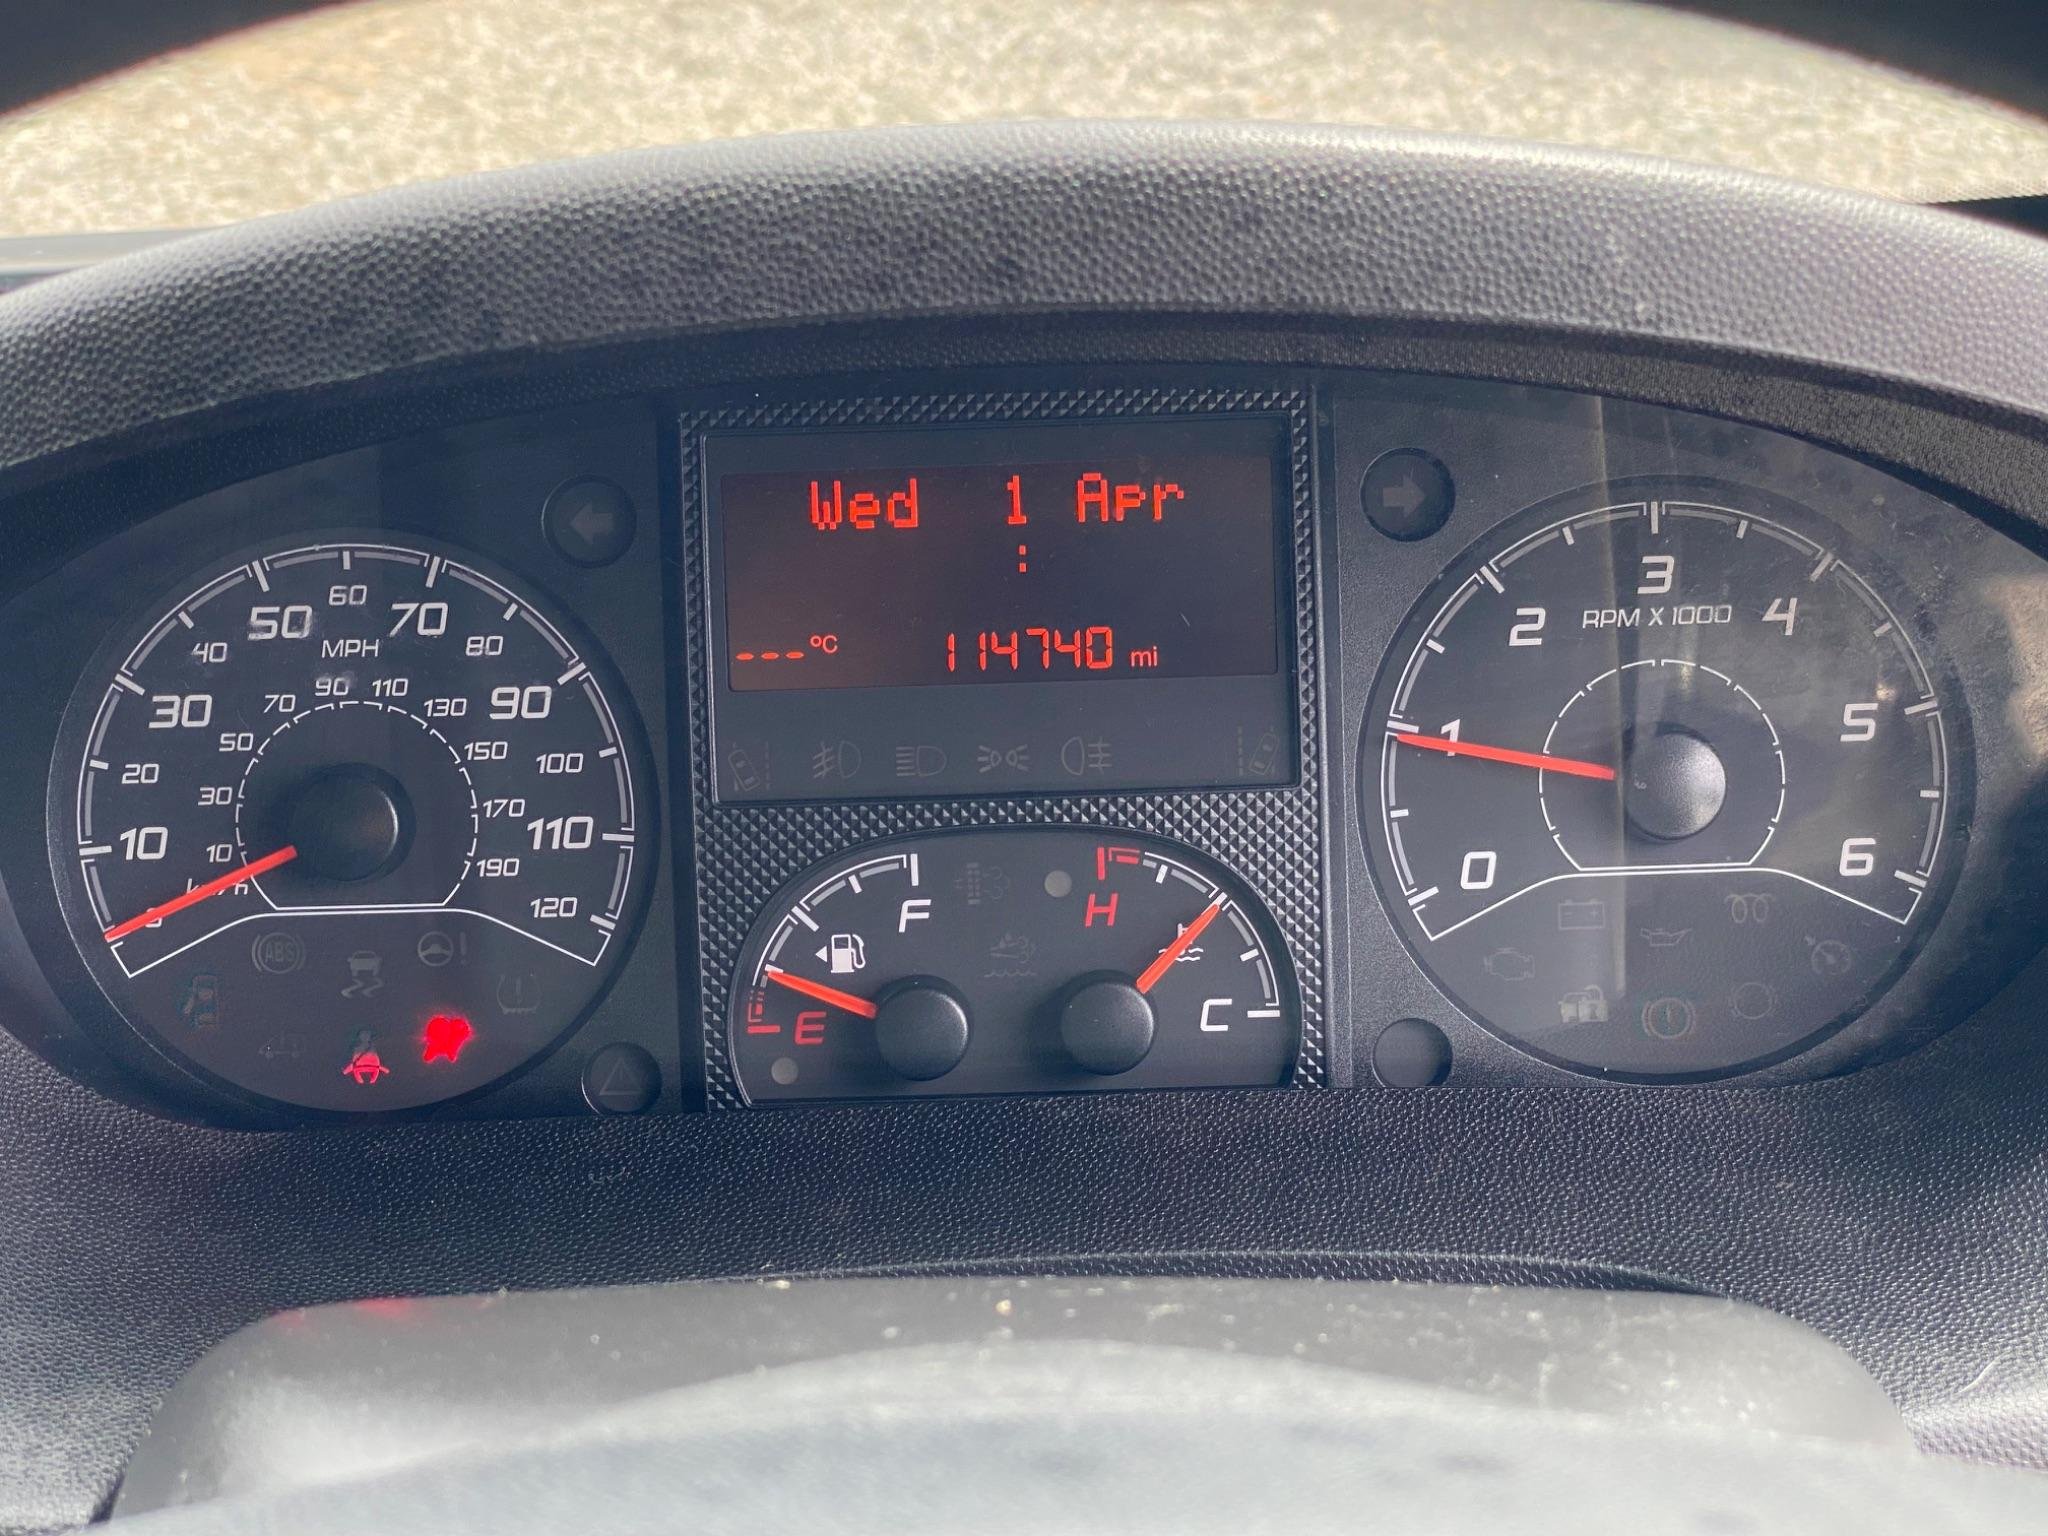 Wed 1 Apr
:
---°C 114740 mi
10 20 30 40 50 60 70 80 90 100 110 120
MPH
10 30 50 70 90 110 130 150 170 190
km/h
ABS
F
E
H
C
0 1 2 3 4 5 6
RPM X 1000